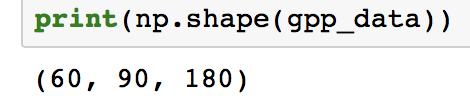 print(np.shape(gpp_data))
(60, 90, 180)